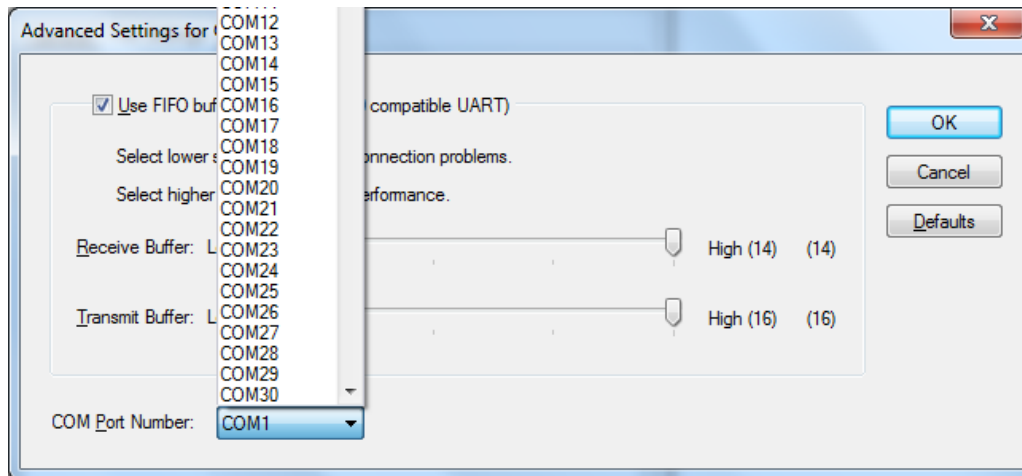 Advanced Settings for
COM12
COM13
COM14
COM15
COM16
COM17
COM18
COM19
COM20
COM21
COM22
COM23
COM24
COM25
COM26
COM27
COM28
COM29
COM30
Use FIFO compatible UART)
Select lower onnection problems.
Select higher erformance.
Receive Buffer: High (14) (14)
Transmit Buffer: High (16) (16)
COM Port Number: COM1
OK
Cancel
Defaults